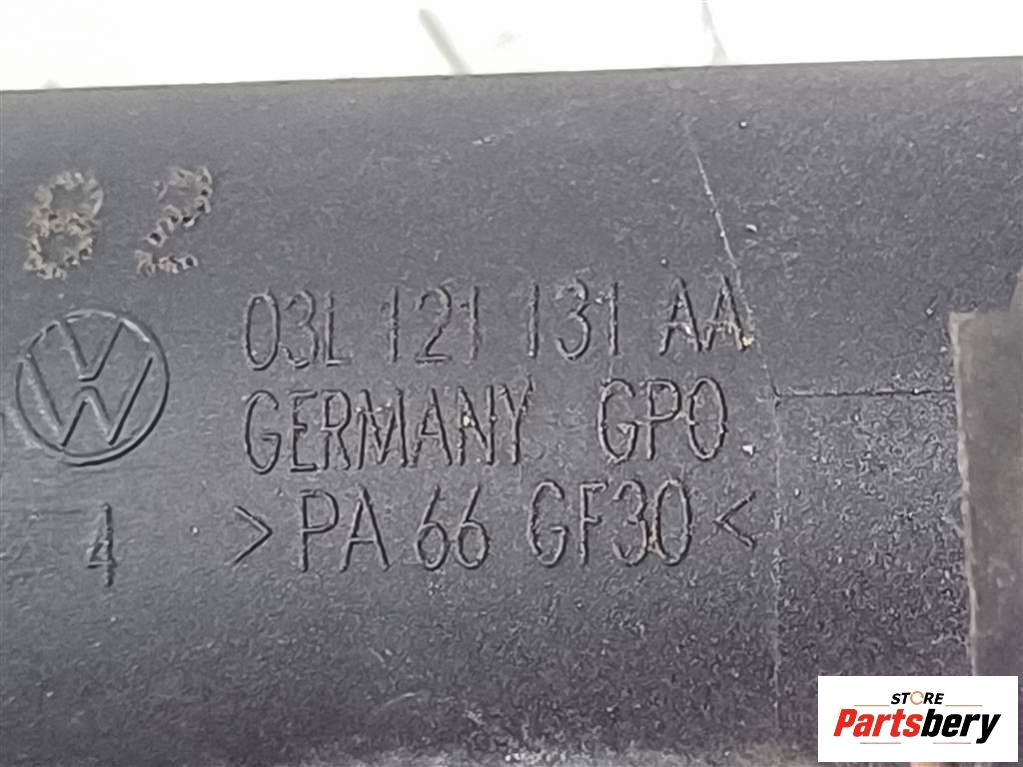 82
03L 121 131 AA
GERMANY GPO
4 >PA 66 GF30<
STORE
Partsbery